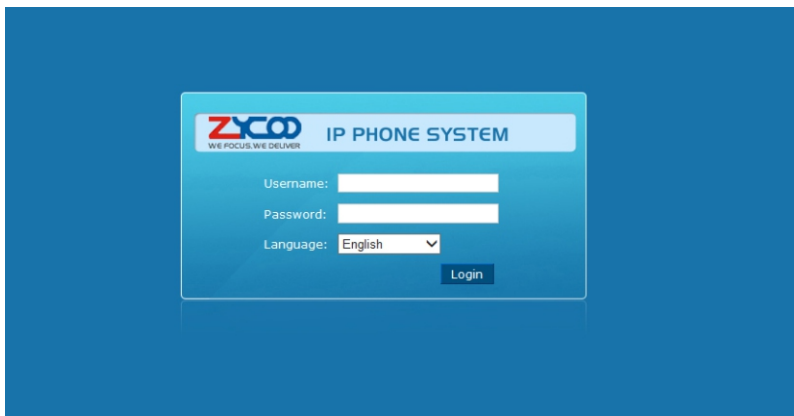 ZYCOO
WE FOCUS. WE DELIVER
IP PHONE SYSTEM
Username:
Password:
Language: English
Login